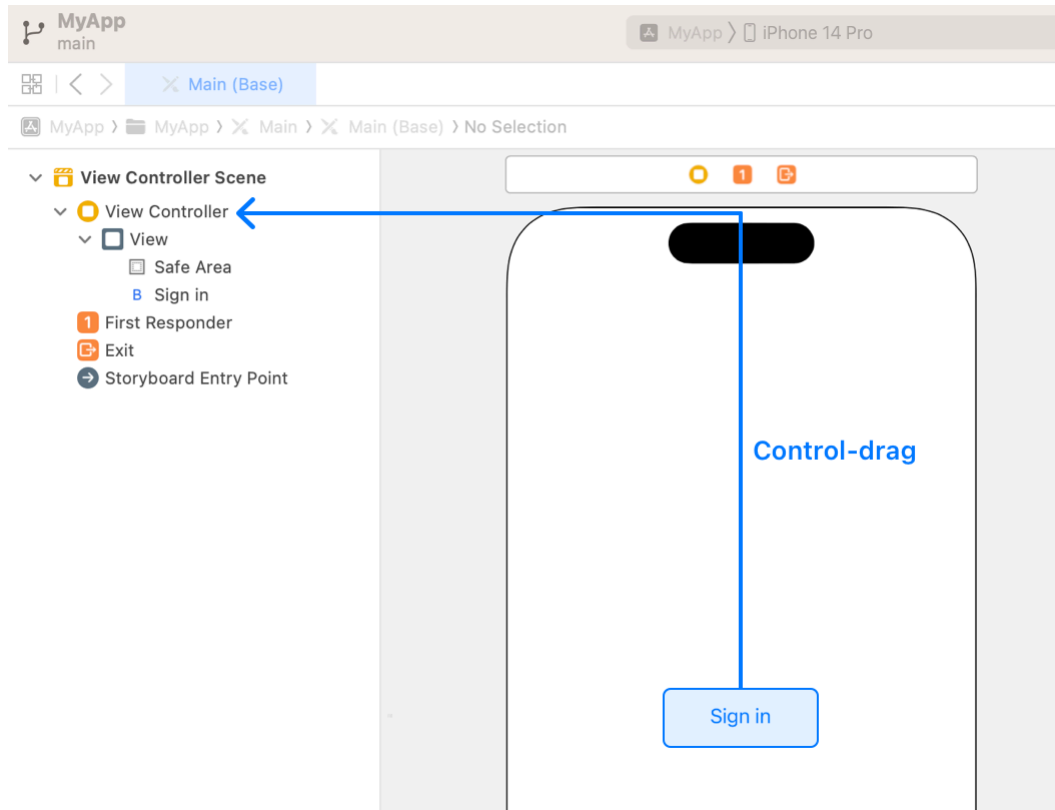 MyApp
main
MyApp 〉 iPhone 14 Pro
Main (Base)
MyApp 〉 MyApp 〉 Main 〉 Main (Base) 〉 No Selection
View Controller Scene
View Controller
View
Safe Area
B Sign in
1 First Responder
Exit
Storyboard Entry Point
1
Control-drag
Sign in